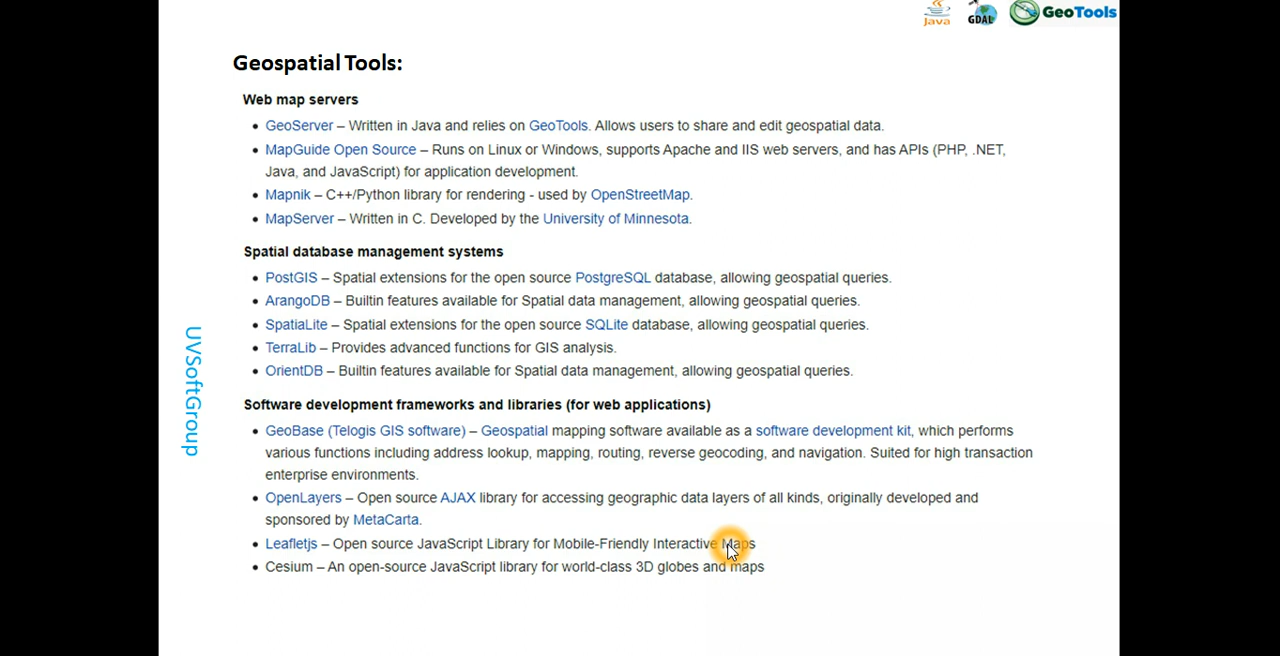 Java
GDAL
GeoTools
Geospatial Tools:
Web map servers
• GeoServer – Written in Java and relies on GeoTools. Allows users to share and edit geospatial data.
• MapGuide Open Source – Runs on Linux or Windows, supports Apache and IIS web servers, and has APIs (PHP, .NET,
Java, and JavaScript) for application development.
• Mapnik – C++/Python library for rendering - used by OpenStreetMap.
• MapServer – Written in C. Developed by the University of Minnesota.
Spatial database management systems
• PostGIS – Spatial extensions for the open source PostgreSQL database, allowing geospatial queries.
• ArangoDB – Builtin features available for Spatial data management, allowing geospatial queries.
• SpatiaLite – Spatial extensions for the open source SQLite database, allowing geospatial queries.
• TerraLib – Provides advanced functions for GIS analysis.
• OrientDB – Builtin features available for Spatial data management, allowing geospatial queries.
UVSoftGroup
Software development frameworks and libraries (for web applications)
• GeoBase (Telogis GIS software) – Geospatial mapping software available as a software development kit, which performs
various functions including address lookup, mapping, routing, reverse geocoding, and navigation. Suited for high transaction
enterprise environments.
• OpenLayers – Open source AJAX library for accessing geographic data layers of all kinds, originally developed and
sponsored by MetaCarta.
• Leafletjs – Open source JavaScript Library for Mobile-Friendly Interactive Maps
• Cesium – An open-source JavaScript library for world-class 3D globes and maps